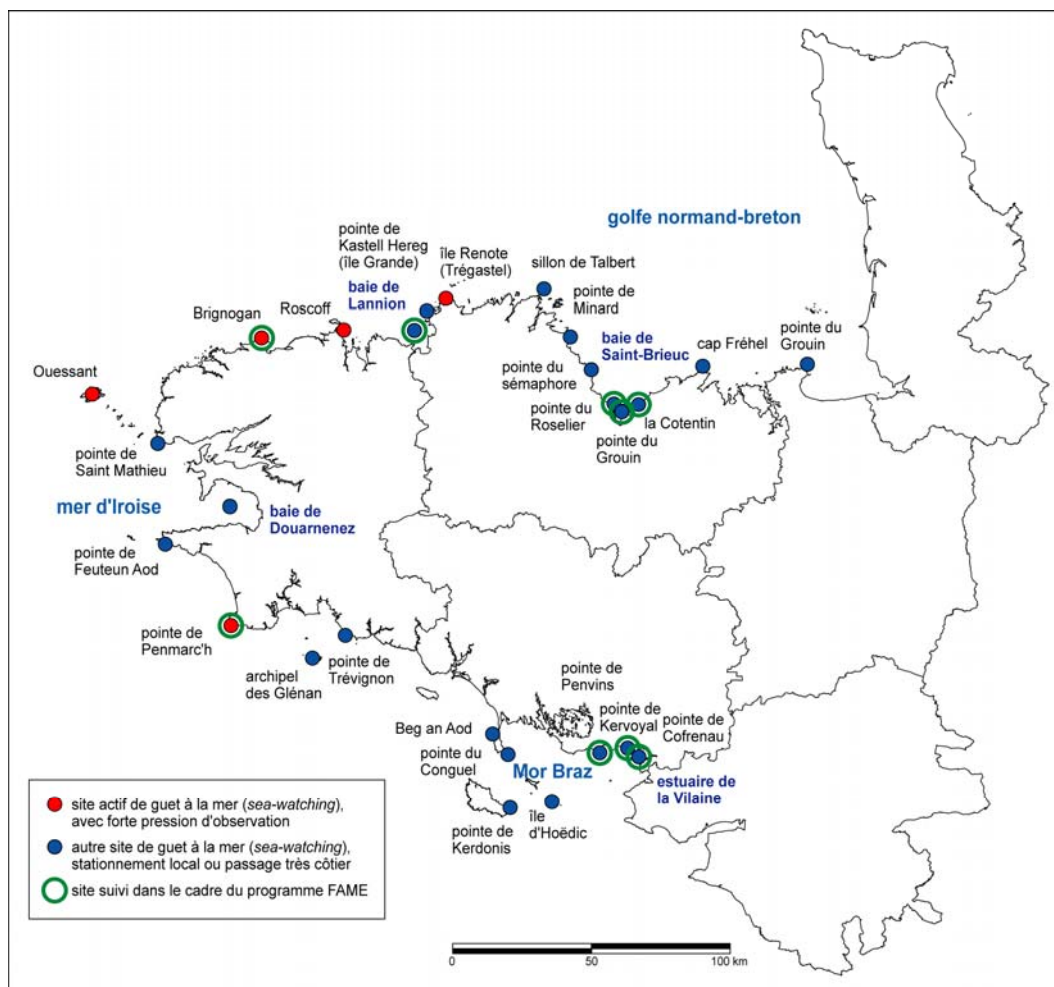 golfe normand-breton
pointe de
Kastell Hereg
(île Grande)
île Renote
(Trégastel)
sillon de Talbert
baie de
Lannion
pointe de
Minard
Brignogan
Roscoff
baie de
Saint-Brieuc
cap Fréhel
pointe du
Grouin
Ouessant
pointe du
sémaphore
pointe du
Roselier
la Cotentin
pointe du
Grouin
pointe de
Saint Mathieu
mer d'Iroise
baie de
Douarnenez
pointe de
Feuteun Aod
pointe de
Penmarc'h
archipel
des Glénan
pointe de
Trévignon
pointe de
Penvins
pointe de
Kervoyal
pointe de
Cofrenau
Beg an Aod
pointe du
Conguel
Mor Braz
estuaire de
la Vilaine
pointe de
Kerdonis
île
d'Hoëdic
site actif de guet à la mer (sea-watching),
avec forte pression d'observation
autre site de guet à la mer (sea-watching),
stationnement local ou passage très côtier
site suivi dans le cadre du programme FAME
0 50 100 km